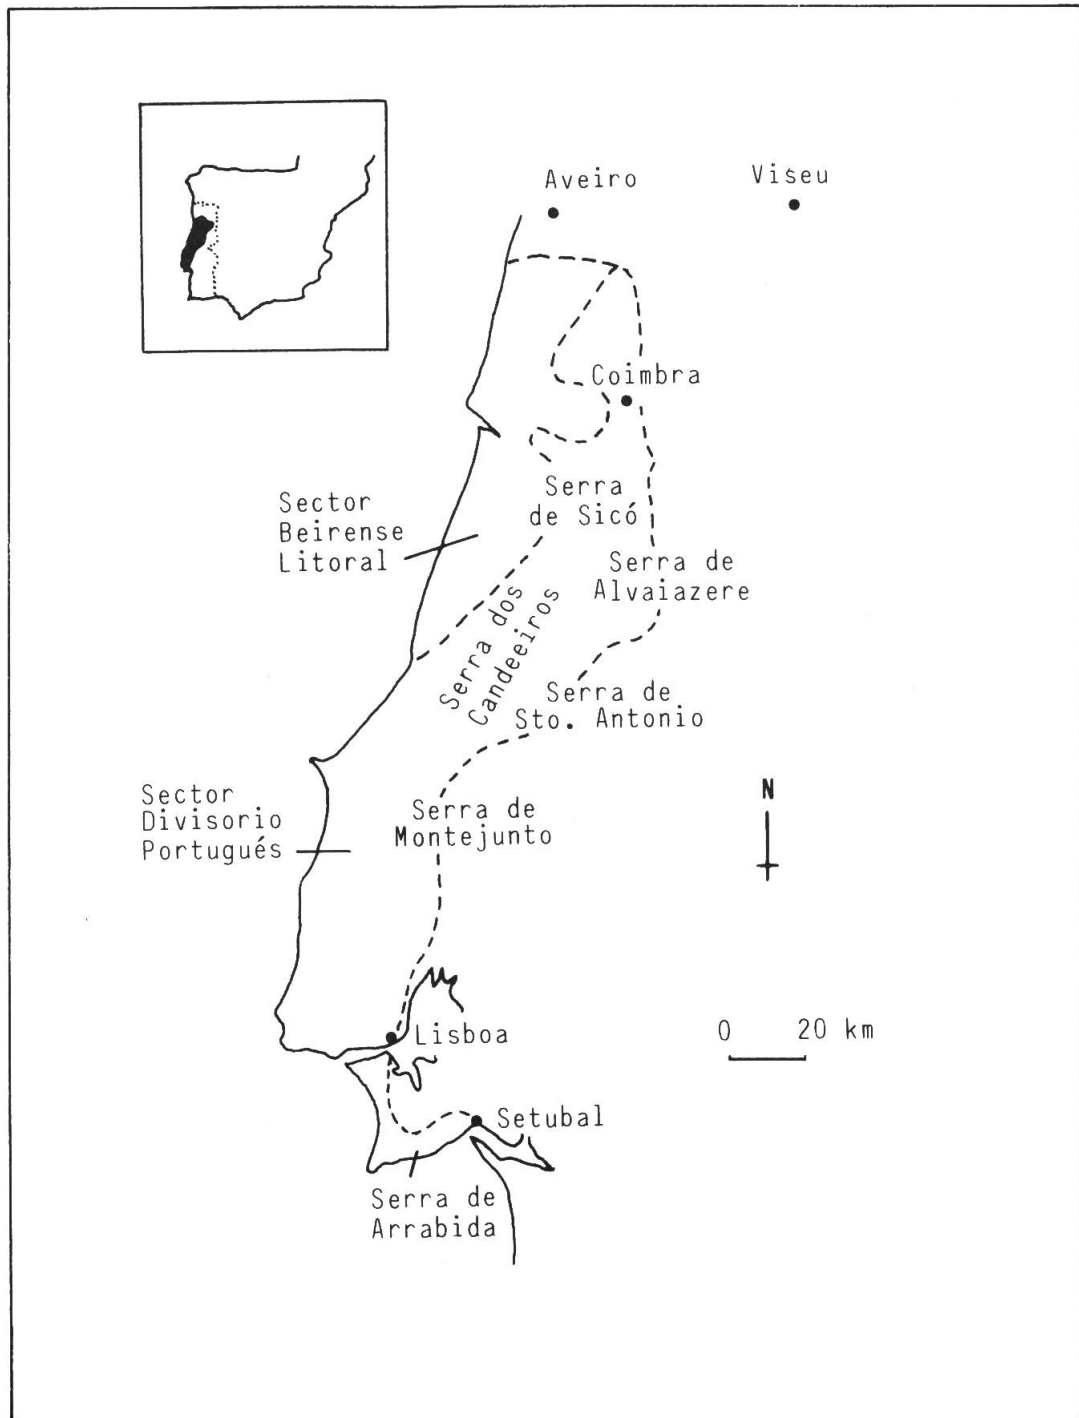 Aveiro
Viseu
Coimbra
Serra
de Sicó
Sector
Beirense
Litoral
Serra de
Alvaiazere
Serra dos
Candeeiros
Serra de
Sto. Antonio
Sector
Divisorio
Portugués
Serra de
Montejunto
N
Lisboa
0 20 km
Setubal
Serra de
Arrabida